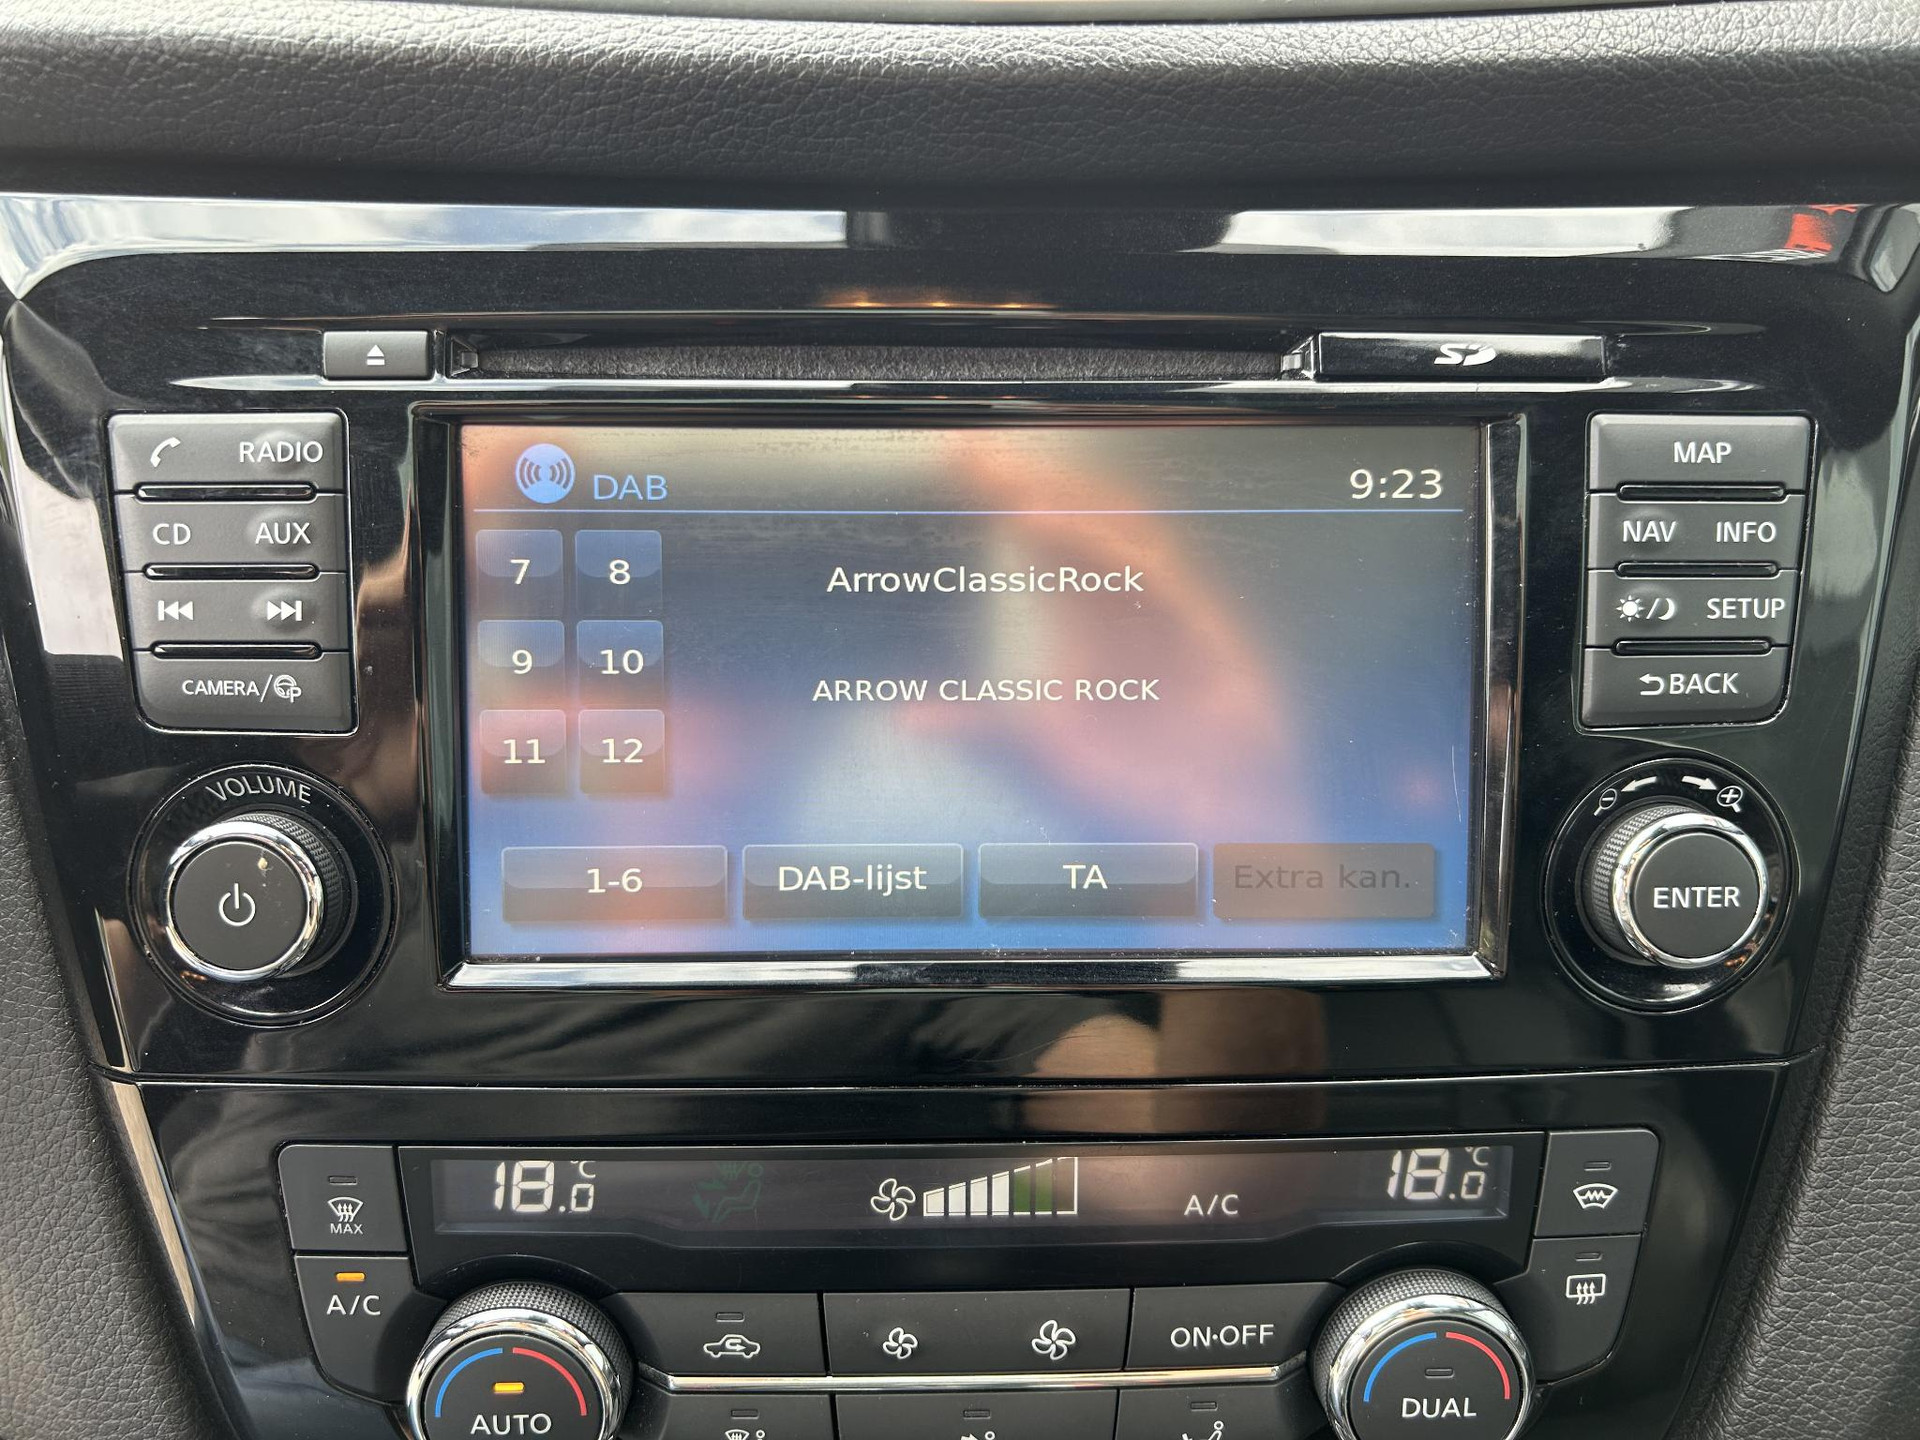 SD
RADIO
CD AUX
CAMERA/
VOLUME
DAB 9:23
7 8
9 10
11 12
ArrowClassicRock
ARROW CLASSIC ROCK
1-6 DAB-lijst TA Extra kan.
MAP
NAV INFO
SETUP
BACK
ENTER
18.0 °C A/C 18.0 °C
MAX
A/C
ON·OFF
AUTO
DUAL